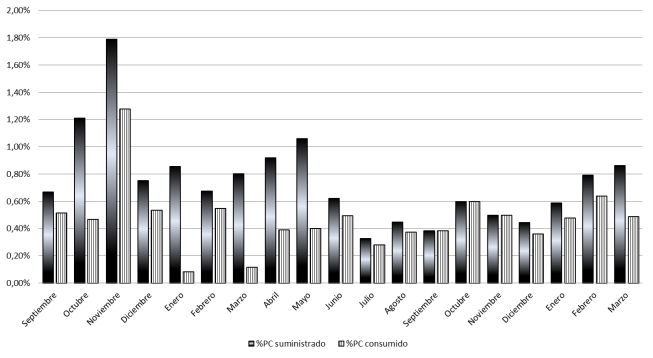 2,00%
1,80%
1,60%
1,40%
1,20%
1,00%
0,80%
0,60%
0,40%
0,20%
0,00%
Septiembre
Octubre
Noviembre
Diciembre
Enero
Febrero
Marzo
Abril
Mayo
Junio
Julio
Agosto
Septiembre
Octubre
Noviembre
Diciembre
Enero
Febrero
Marzo
%PC suministrado %PC consumido